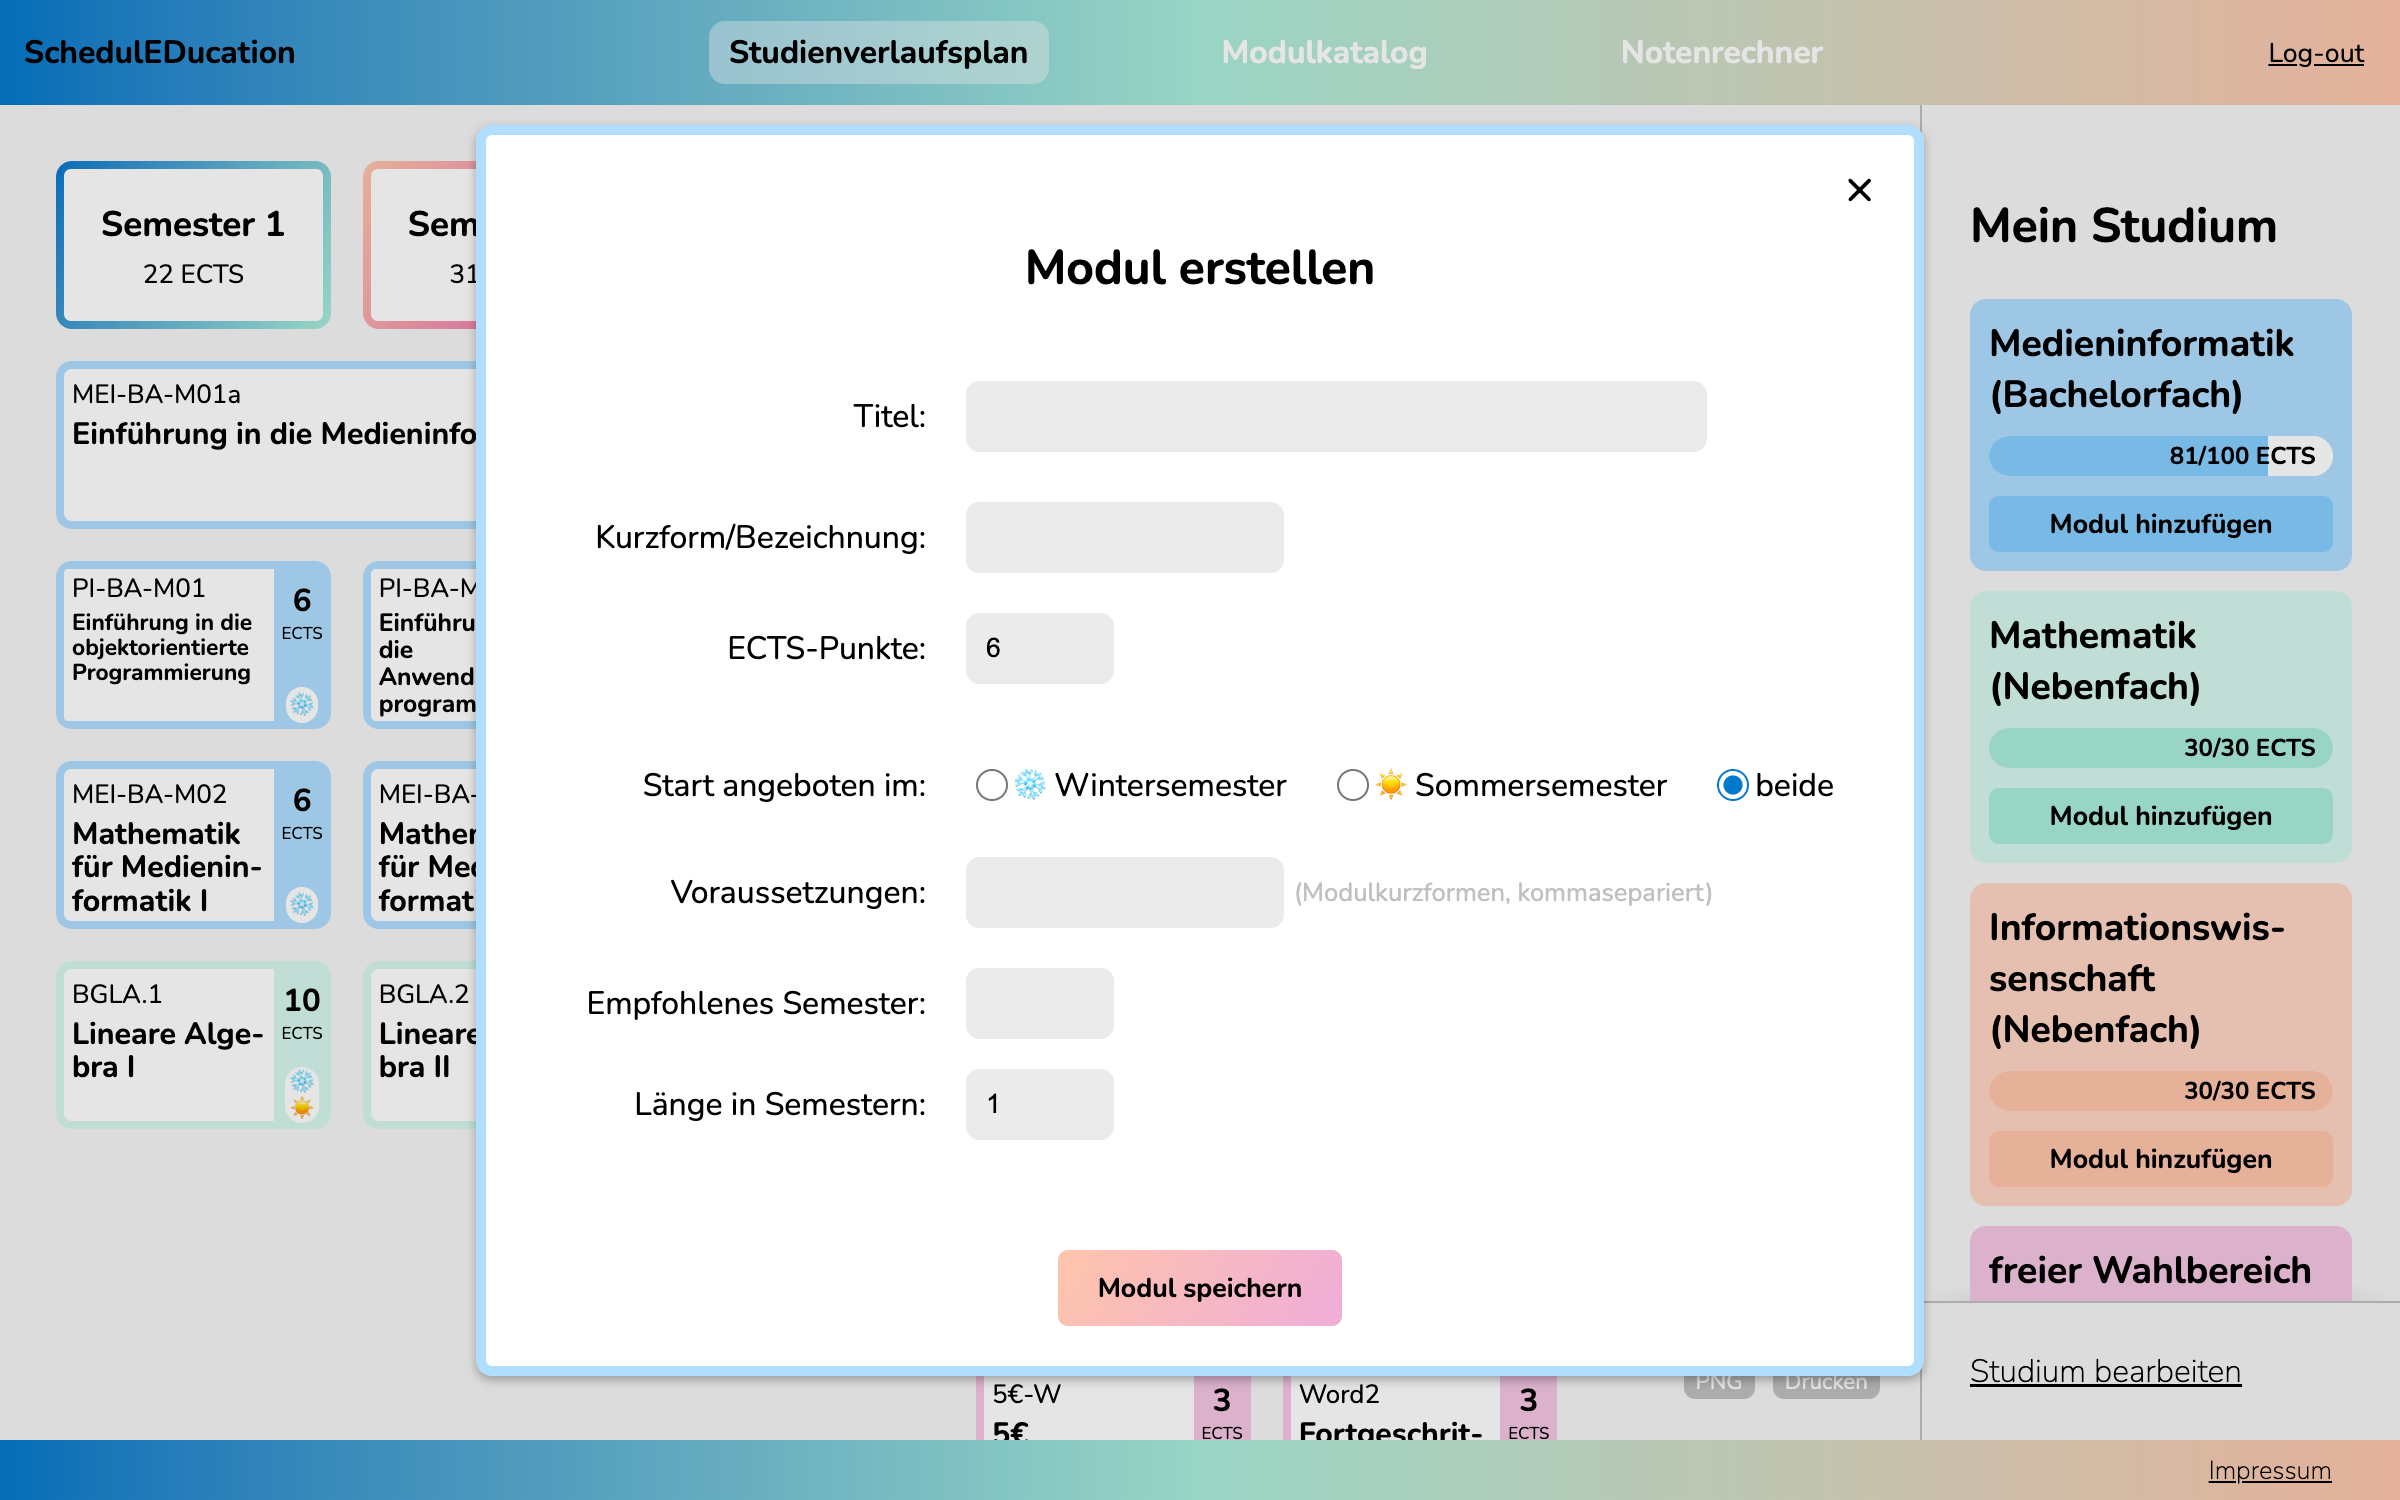 SchedulEDucation
Studienverlaufsplan
Modulkatalog
Notenrechner
Log-out
Semester 1
22 ECTS
Sem
31
MEI-BA-M01a
Einführung in die Medieninfo
PI-BA-M01
Einführung in die
objektorientierte
Programmierung
6
ECTS
PI-BA-M
Einführu
die
Anwend
program
MEI-BA-M02
Mathematik
für Medienin-
formatik I
6
ECTS
MEI-BA-
Mather
für Med
format
BGLA.1
Lineare Alge-
bra I
10
ECTS
BGLA.2
Lineare
bra II
Modul erstellen
Titel:
Kurzform/Bezeichnung:
ECTS-Punkte:
6
Start angeboten im:
Wintersemester
Sommersemester
beide
Voraussetzungen:
(Modulkurzformen, kommasepariert)
Empfohlenes Semester:
Länge in Semestern:
1
Modul speichern
5€-W
5€
3
ECTS
Word2
Fortgeschrit-
3
ECTS
PNG
Drucken
Mein Studium
Medieninformatik
(Bachelorfach)
81/100 ECTS
Modul hinzufügen
Mathematik
(Nebenfach)
30/30 ECTS
Modul hinzufügen
Informationswis-
senschaft
(Nebenfach)
30/30 ECTS
Modul hinzufügen
freier Wahlbereich
Studium bearbeiten
Impressum